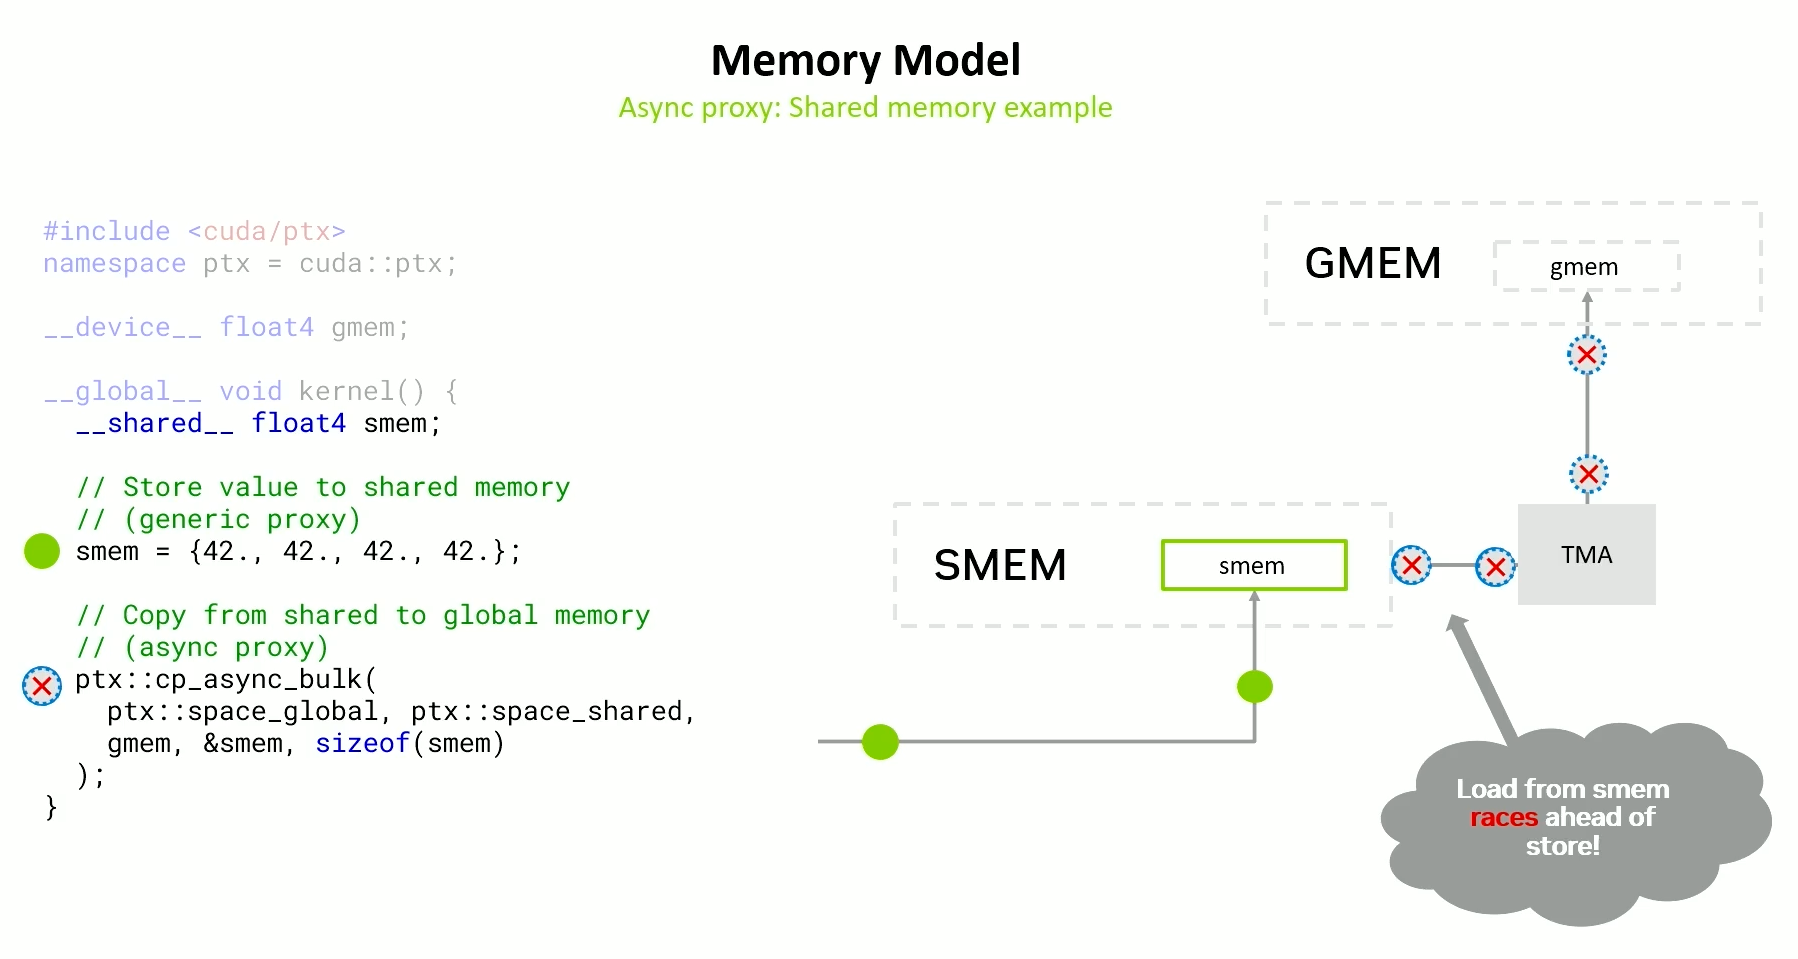 Memory Model
Async proxy: Shared memory example
#include <cuda/ptx>
namespace ptx = cuda::ptx;
__device__ float4 gmem;
__global__ void kernel() {
__shared__ float4 smem;
// Store value to shared memory
// (generic proxy)
smem = {42., 42., 42., 42.};
// Copy from shared to global memory
// (async proxy)
ptx::cp_async_bulk(
ptx::space_global, ptx::space_shared,
gmem, &smem, sizeof(smem)
);
}
GMEM
gmem
SMEM
smem
TMA
Load from smem
races ahead of
store!